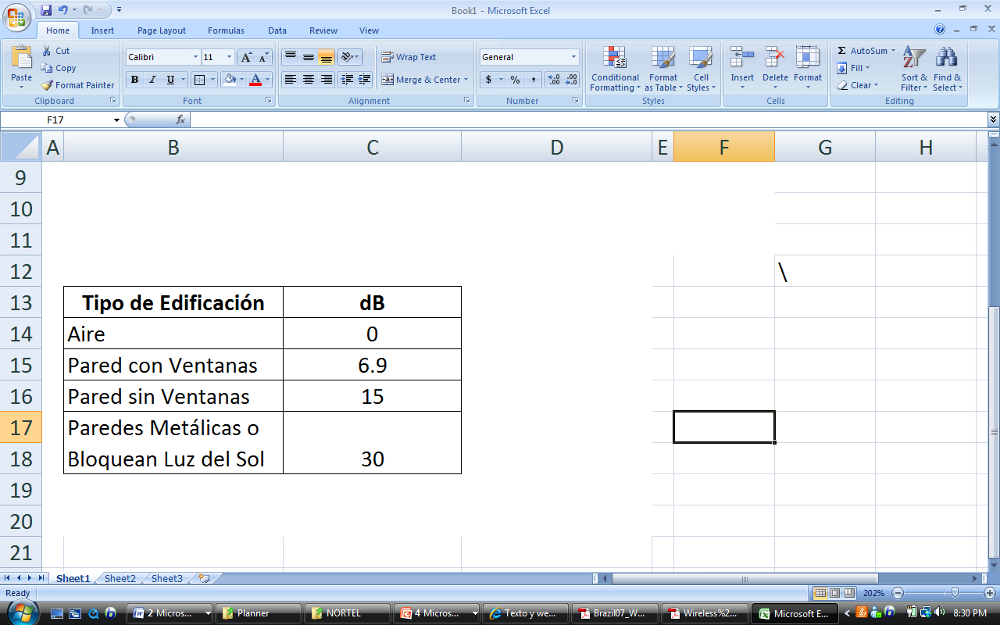 Book1 - Microsoft Excel
Home Insert Page Layout Formulas Data Review View
Cut
Copy
Format Painter
Paste
Clipboard
Calibri 11
B I U
Font
Wrap Text
Merge & Center
Alignment
General
$ % ,
Number
Conditional Formatting
Format as Table
Cell Styles
Styles
Insert Delete Format
Cells
AutoSum
Fill
Clear
Sort & Filter
Find & Select
Editing
F17 fx
A B C D E F G H
9
10
11
12 \
13 Tipo de Edificación dB
14 Aire 0
15 Pared con Ventanas 6.9
16 Pared sin Ventanas 15
17 Paredes Metálicas o
18 Bloquean Luz del Sol 30
19
20
21
Sheet1 Sheet2 Sheet3
Ready 202%
2 Micros... Planner NORTEL 4 Micros... Texto y we... Brazil07_W... Wireless%2... Microsoft E... 8:30 PM